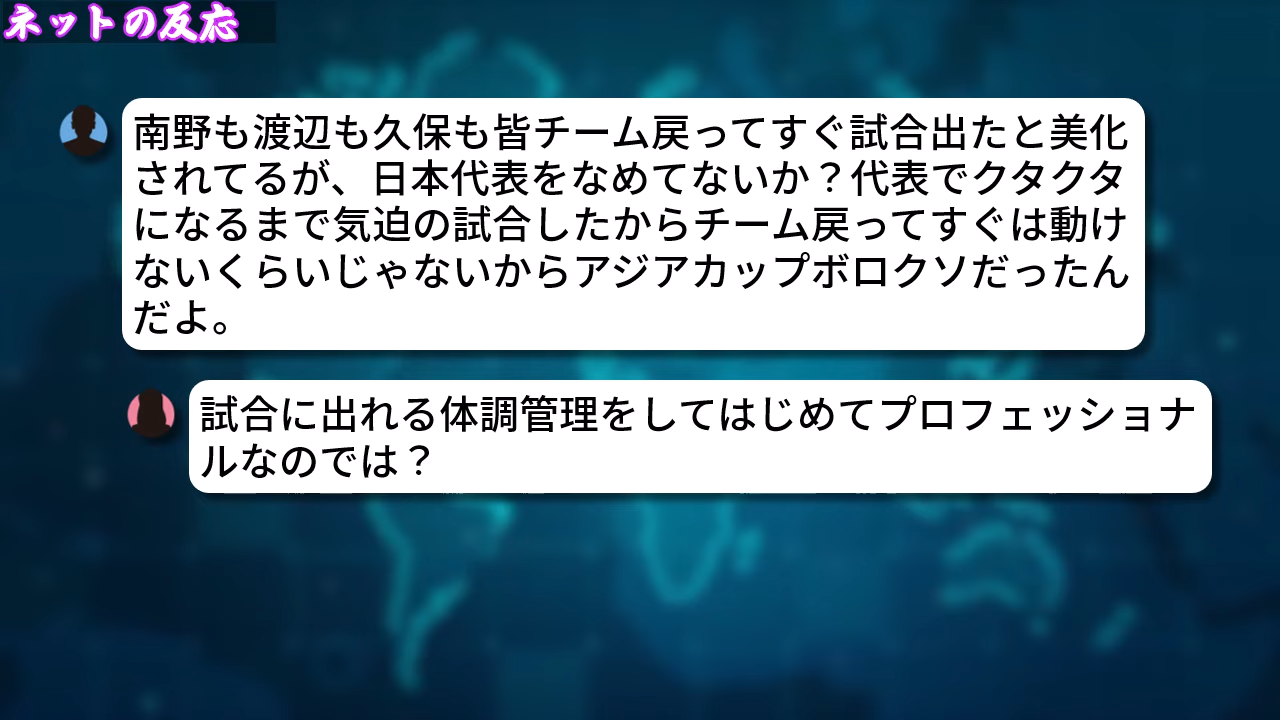 ネットの反応
南野も渡辺も久保も皆チーム戻ってすぐ試合出たと美化
されてるが、日本代表をなめてないか？代表でクタクタ
になるまで気迫の試合したからチーム戻ってすぐは動け
ないくらいじゃないからアジアカップボロクソだったん
だよ。
試合に出れる体調管理をしてはじめてプロフェッショナ
ルなのでは？